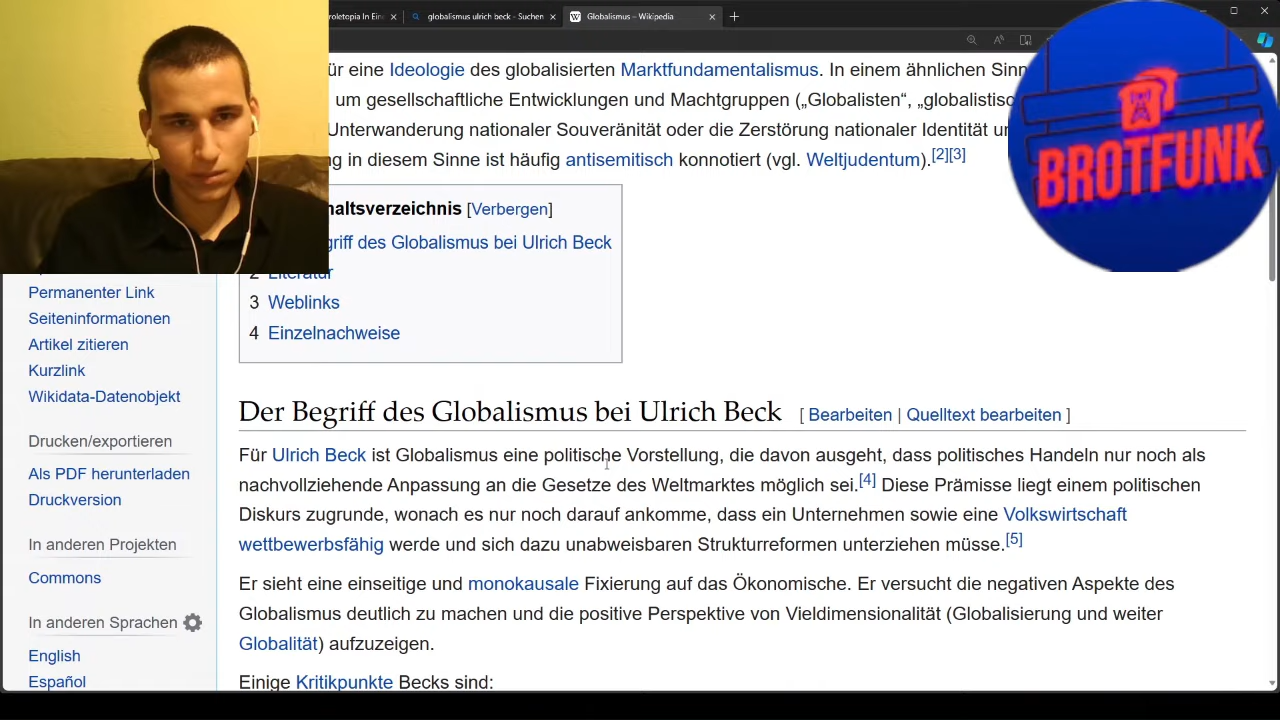 roletopia In Ein
globalismus ulrich beck - Suchen
Globalismus – Wikipedia
ür eine Ideologie des globalisierten Marktfundamentalismus. In einem ähnlichen Sinn
um gesellschaftliche Entwicklungen und Machtgruppen („Globalisten“, „globalistisc
Unterwanderung nationaler Souveränität oder die Zerstörung nationaler Identität u
g in diesem Sinne ist häufig antisemitisch konnotiert (vgl. Weltjudentum).[2][3]
BROTFUNK
haltsverzeichnis [Verbergen]
griff des Globalismus bei Ulrich Beck
2 Literatur
3 Weblinks
4 Einzelnachweise
Permanenter Link
Seiteninformationen
Artikel zitieren
Kurzlink
Wikidata-Datenobjekt
Drucken/exportieren
Als PDF herunterladen
Druckversion
In anderen Projekten
Commons
In anderen Sprachen
English
Español
Der Begriff des Globalismus bei Ulrich Beck [ Bearbeiten | Quelltext bearbeiten ]
Für Ulrich Beck ist Globalismus eine politische Vorstellung, die davon ausgeht, dass politisches Handeln nur noch als
nachvollziehende Anpassung an die Gesetze des Weltmarktes möglich sei.[4] Diese Prämisse liegt einem politischen
Diskurs zugrunde, wonach es nur noch darauf ankomme, dass ein Unternehmen sowie eine Volkswirtschaft
wettbewerbsfähig werde und sich dazu unabweisbaren Strukturreformen unterziehen müsse.[5]
Er sieht eine einseitige und monokausale Fixierung auf das Ökonomische. Er versucht die negativen Aspekte des
Globalismus deutlich zu machen und die positive Perspektive von Vieldimensionalität (Globalisierung und weiter
Globalität) aufzuzeigen.
Einige Kritikpunkte Becks sind: